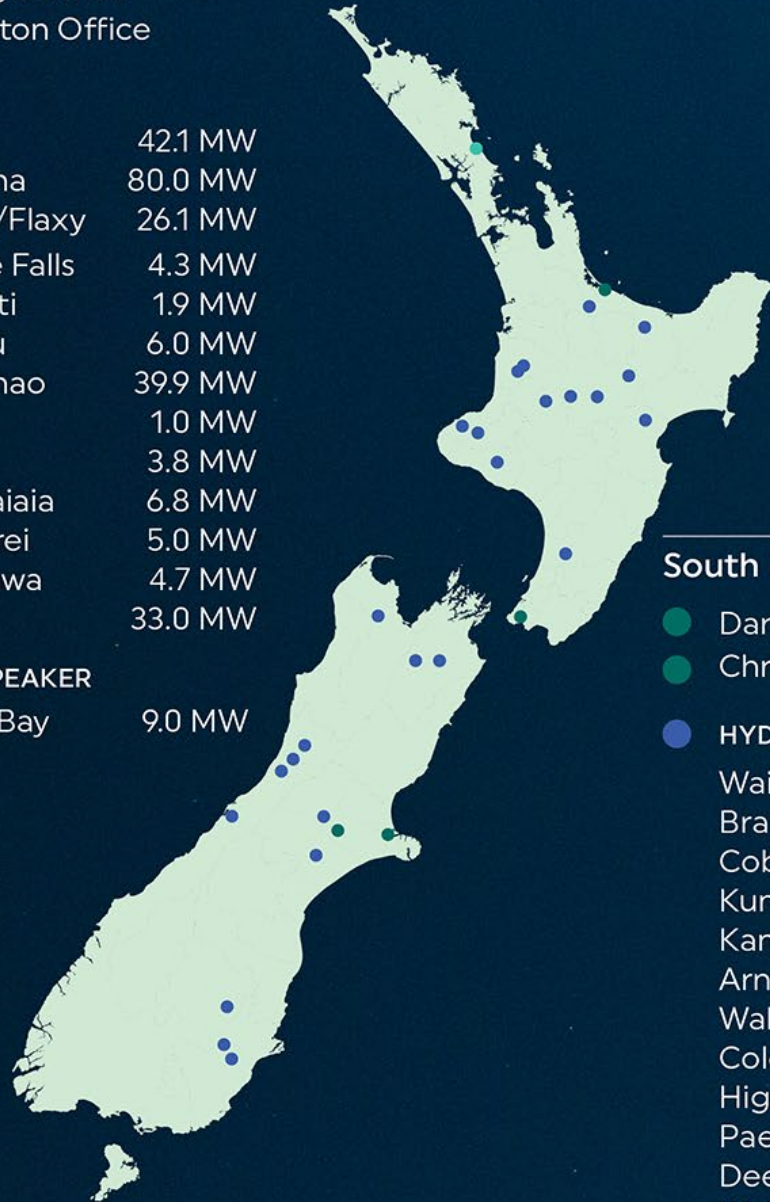 ton Office
42.1 MW
na 80.0 MW
/Flaxy 26.1 MW
e Falls 4.3 MW
ti 1.9 MW
u 6.0 MW
nao 39.9 MW
1.0 MW
3.8 MW
aiaia 6.8 MW
rei 5.0 MW
wa 4.7 MW
33.0 MW
PEAKER
Bay 9.0 MW
South
Dar
Chr
HYD
Wai
Bra
Cob
Kur
Kan
Arn
Wal
Col
Hig
Pae
Dee